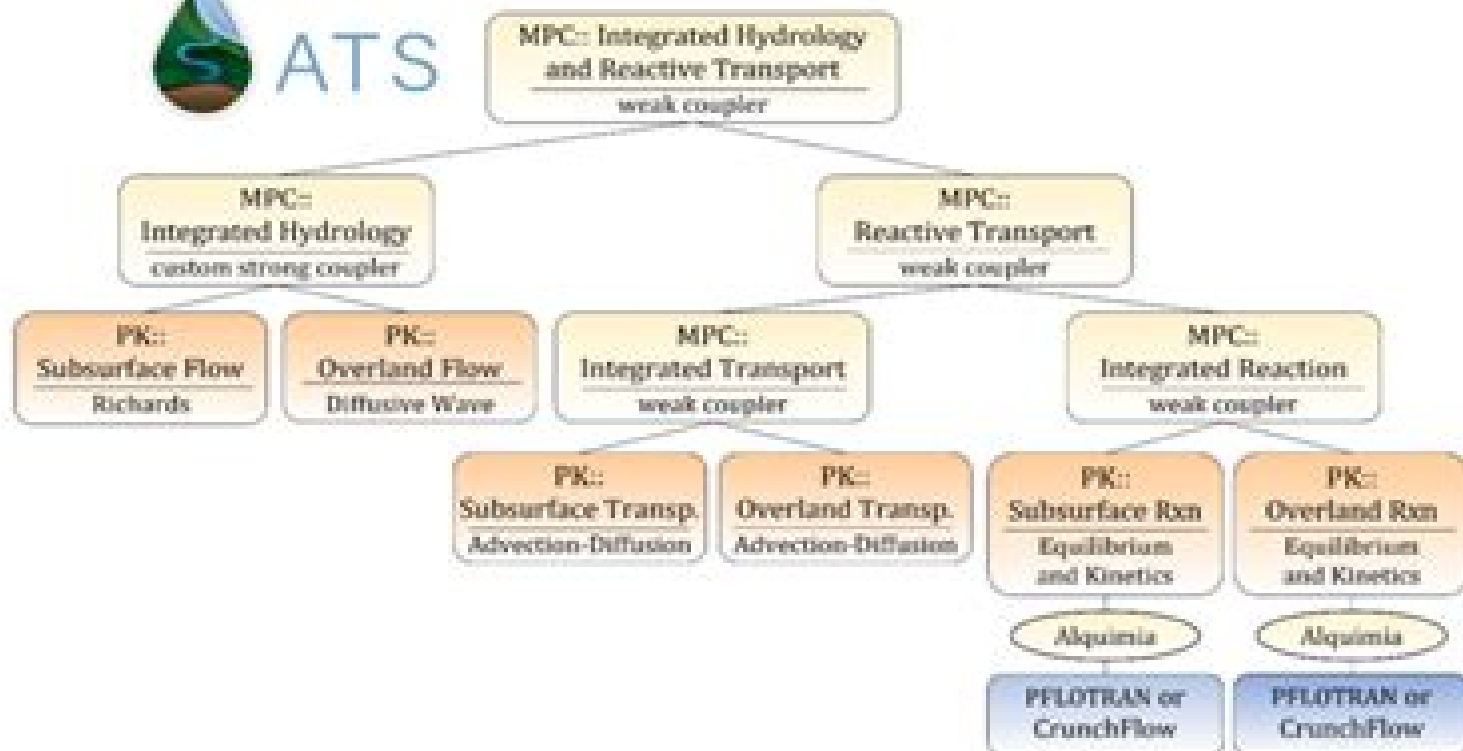 ATS
MPC:: Integrated Hydrology
and Reactive Transport
weak coupler
MPC::
Integrated Hydrology
custom strong coupler
MPC::
Reactive Transport
weak coupler
PK::
Subsurface Flow
Richards
PK::
Overland Flow
Diffusive Wave
MPC::
Integrated Transport
weak coupler
MPC::
Integrated Reaction
weak coupler
PK::
Subsurface Transp.
Advection-Diffusion
PK::
Overland Transp.
Advection-Diffusion
PK::
Subsurface Rxn
Equilibrium
and Kinetics
PK::
Overland Rxn
Equilibrium
and Kinetics
Alquimia
Alquimia
PFLOTRAN or
CrunchFlow
PFLOTRAN or
CrunchFlow